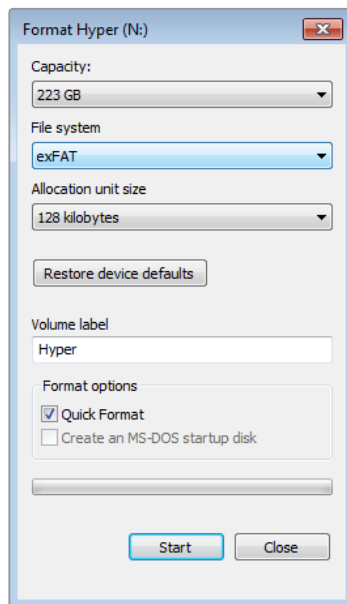 Format Hyper (N:)
Capacity:
223 GB
File system
exFAT
Allocation unit size
128 kilobytes
Restore device defaults
Volume label
Hyper
Format options
Quick Format
Create an MS-DOS startup disk
Start Close